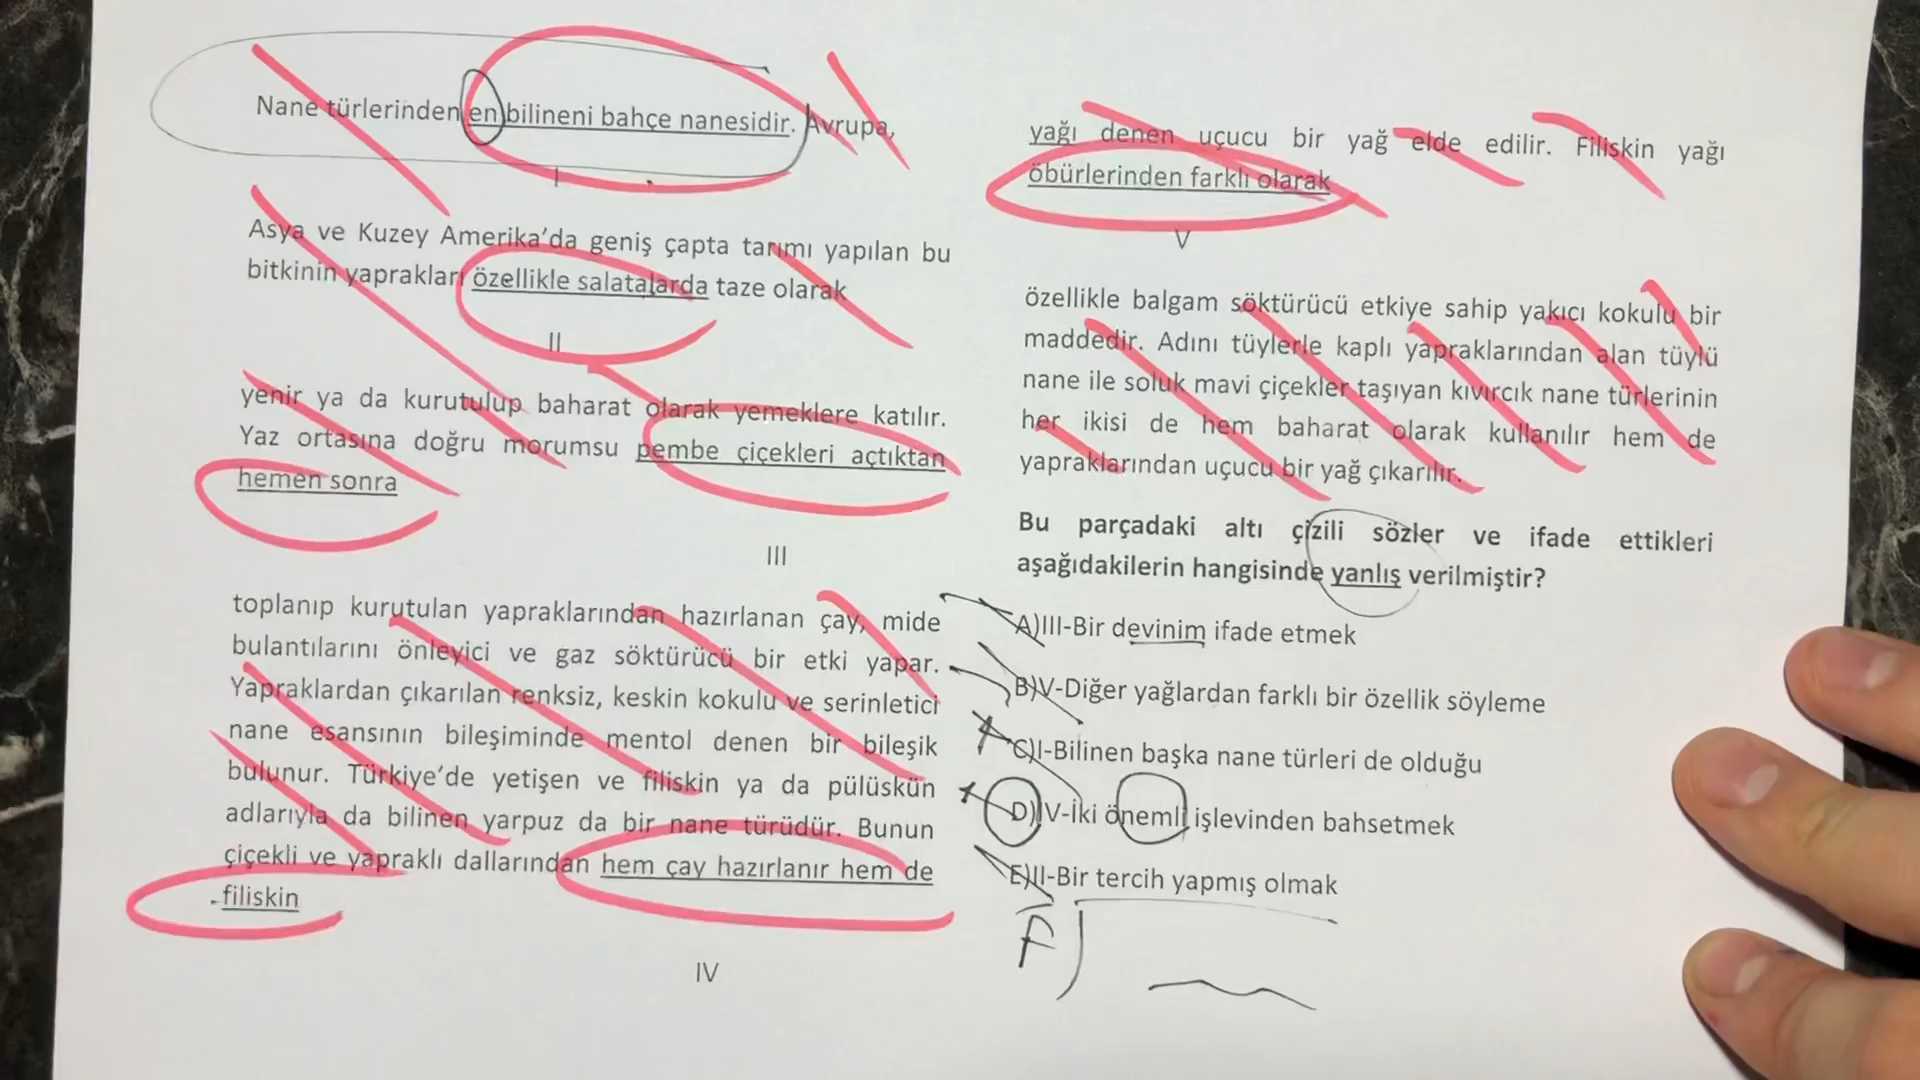 Nane türlerinden en bilineni bahçe nanesidir. Avrupa,
I
Asya ve Kuzey Amerika'da geniş çapta tarımı yapılan bu
bitkinin yaprakları özellikle salatalarda taze olarak
II
yenir ya da kurutulup baharat olarak yemeklere katılır.
Yaz ortasına doğru morumsu pembe çiçekleri açtıktan
hemen sonra
III
toplanıp kurutulan yapraklarından hazırlanan çay, mide
bulantılarını önleyici ve gaz söktürücü bir etki yapar.
Yapraklardan çıkarılan renksiz, keskin kokulu ve serinletici
nane esansının bileşiminde mentol denen bir bileşik
bulunur. Türkiye'de yetişen ve filiskin ya da pülüskün
adlarıyla da bilinen yarpuz da bir nane türüdür. Bunun
çiçekli ve yapraklı dallarından hem çay hazırlanır hem de
filiskin
IV
yağı denen uçucu bir yağ elde edilir. Filiskin yağı
öbürlerinden farklı olarak
V
özellikle balgam söktürücü etkiye sahip yakıcı kokulu bir
maddedir. Adını tüylerle kaplı yapraklarından alan tüylü
nane ile soluk mavi çiçekler taşıyan kıvırcık nane türlerinin
her ikisi de hem baharat olarak kullanılır hem de
yapraklarından uçucu bir yağ çıkarılır.
Bu parçadaki altı çizili sözler ve ifade ettikleri
aşağıdakilerin hangisinde yanlış verilmiştir?
A)III-Bir devinim ifade etmek
B)V-Diğer yağlardan farklı bir özellik söyleme
C)I-Bilinen başka nane türleri de olduğu
D)IV-İki önemli işlevinden bahsetmek
E)II-Bir tercih yapmış olmak
F)